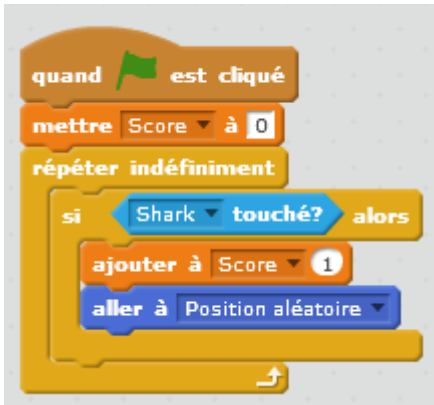 quand est cliqué
mettre Score à 0
répéter indéfiniment
si Shark touché? alors
ajouter à Score 1
aller à Position aléatoire